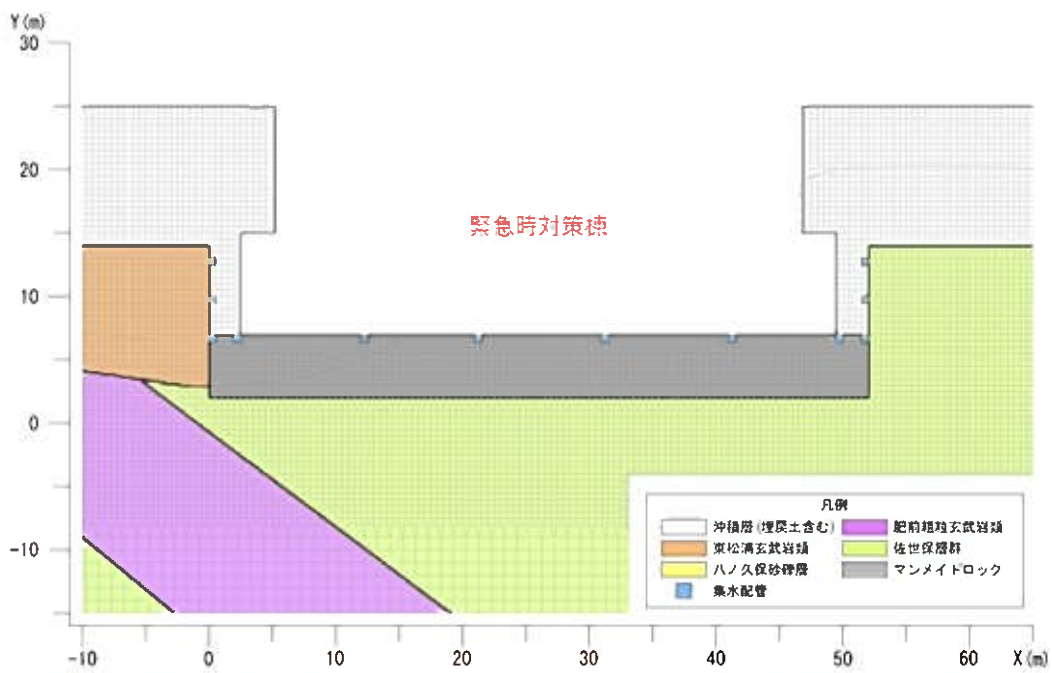 Y(m)
30
20
10
0
-10
緊急時対策棟
凡例
沖積層(埋戻土含む)
肥前粗粒玄武岩類
東松浦玄武岩類
佐世保層群
八ノ久保砂礫層
マンメイドロック
集水配管
-10 0 10 20 30 40 50 60 X(m)